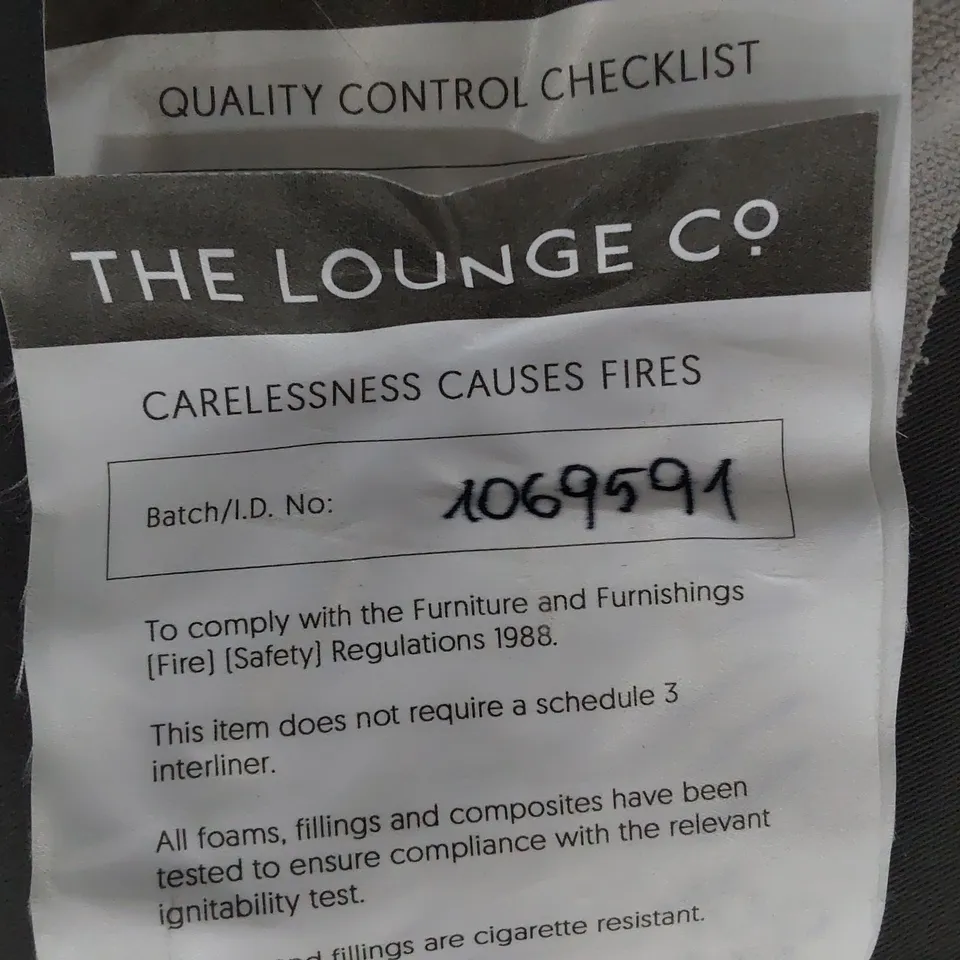 QUALITY CONTROL CHECKLIST
THE LOUNGE Co
CARELESSNESS CAUSES FIRES
Batch/I.D. No: 1069591
To comply with the Furniture and Furnishings
[Fire] [Safety] Regulations 1988.
This item does not require a schedule 3
interliner.
All foams, fillings and composites have been
tested to ensure compliance with the relevant
ignitability test.
fillings are cigarette resistant.